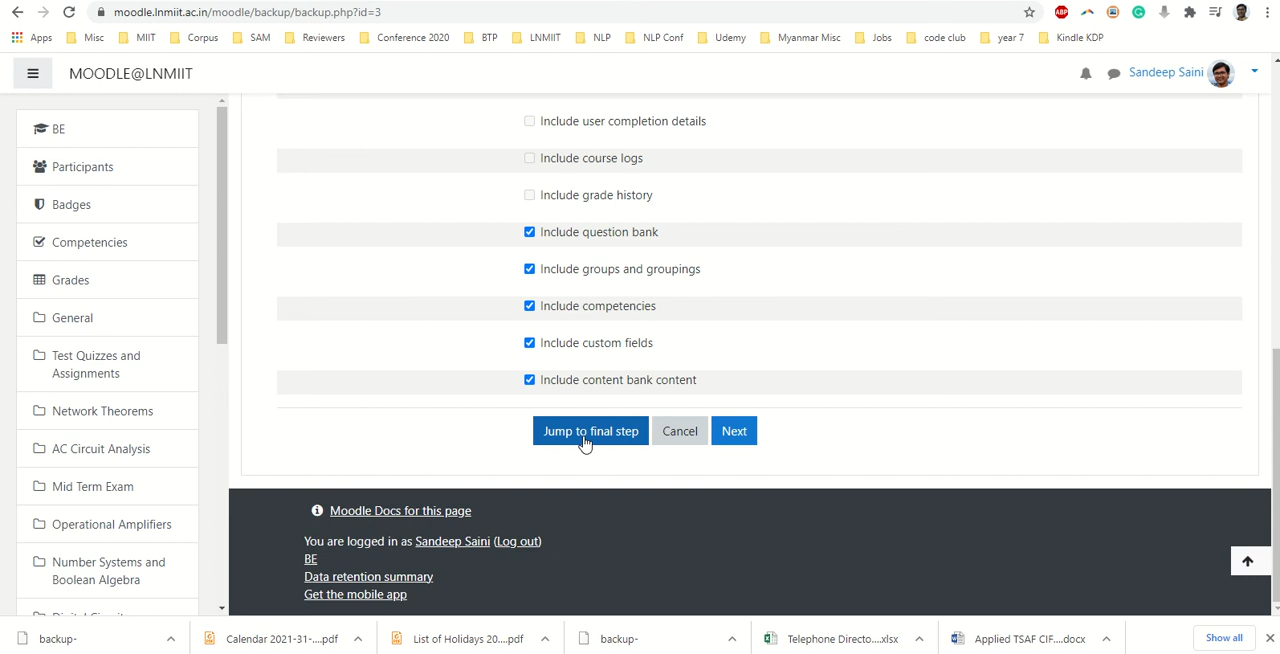 moodle.lnmiit.ac.in/moodle/backup/backup.php?id=3
ABP
Apps Misc MIIT Corpus SAM Reviewers Conference 2020 BTP LNMIIT NLP NLP Conf Udemy Myanmar Misc Jobs code club year 7 Kindle KDP
MOODLE@LNMIIT
Sandeep Saini
BE
Participants
Badges
Competencies
Grades
General
Test Quizzes and
Assignments
Network Theorems
AC Circuit Analysis
Mid Term Exam
Operational Amplifiers
Number Systems and
Boolean Algebra
Include user completion details
Include course logs
Include grade history
Include question bank
Include groups and groupings
Include competencies
Include custom fields
Include content bank content
Jump to final step Cancel Next
Moodle Docs for this page
You are logged in as Sandeep Saini (Log out)
BE
Data retention summary
Get the mobile app
backup- Calendar 2021-31-....pdf List of Holidays 20....pdf backup- Telephone Directo....xlsx Applied TSAF CIF....docx Show all